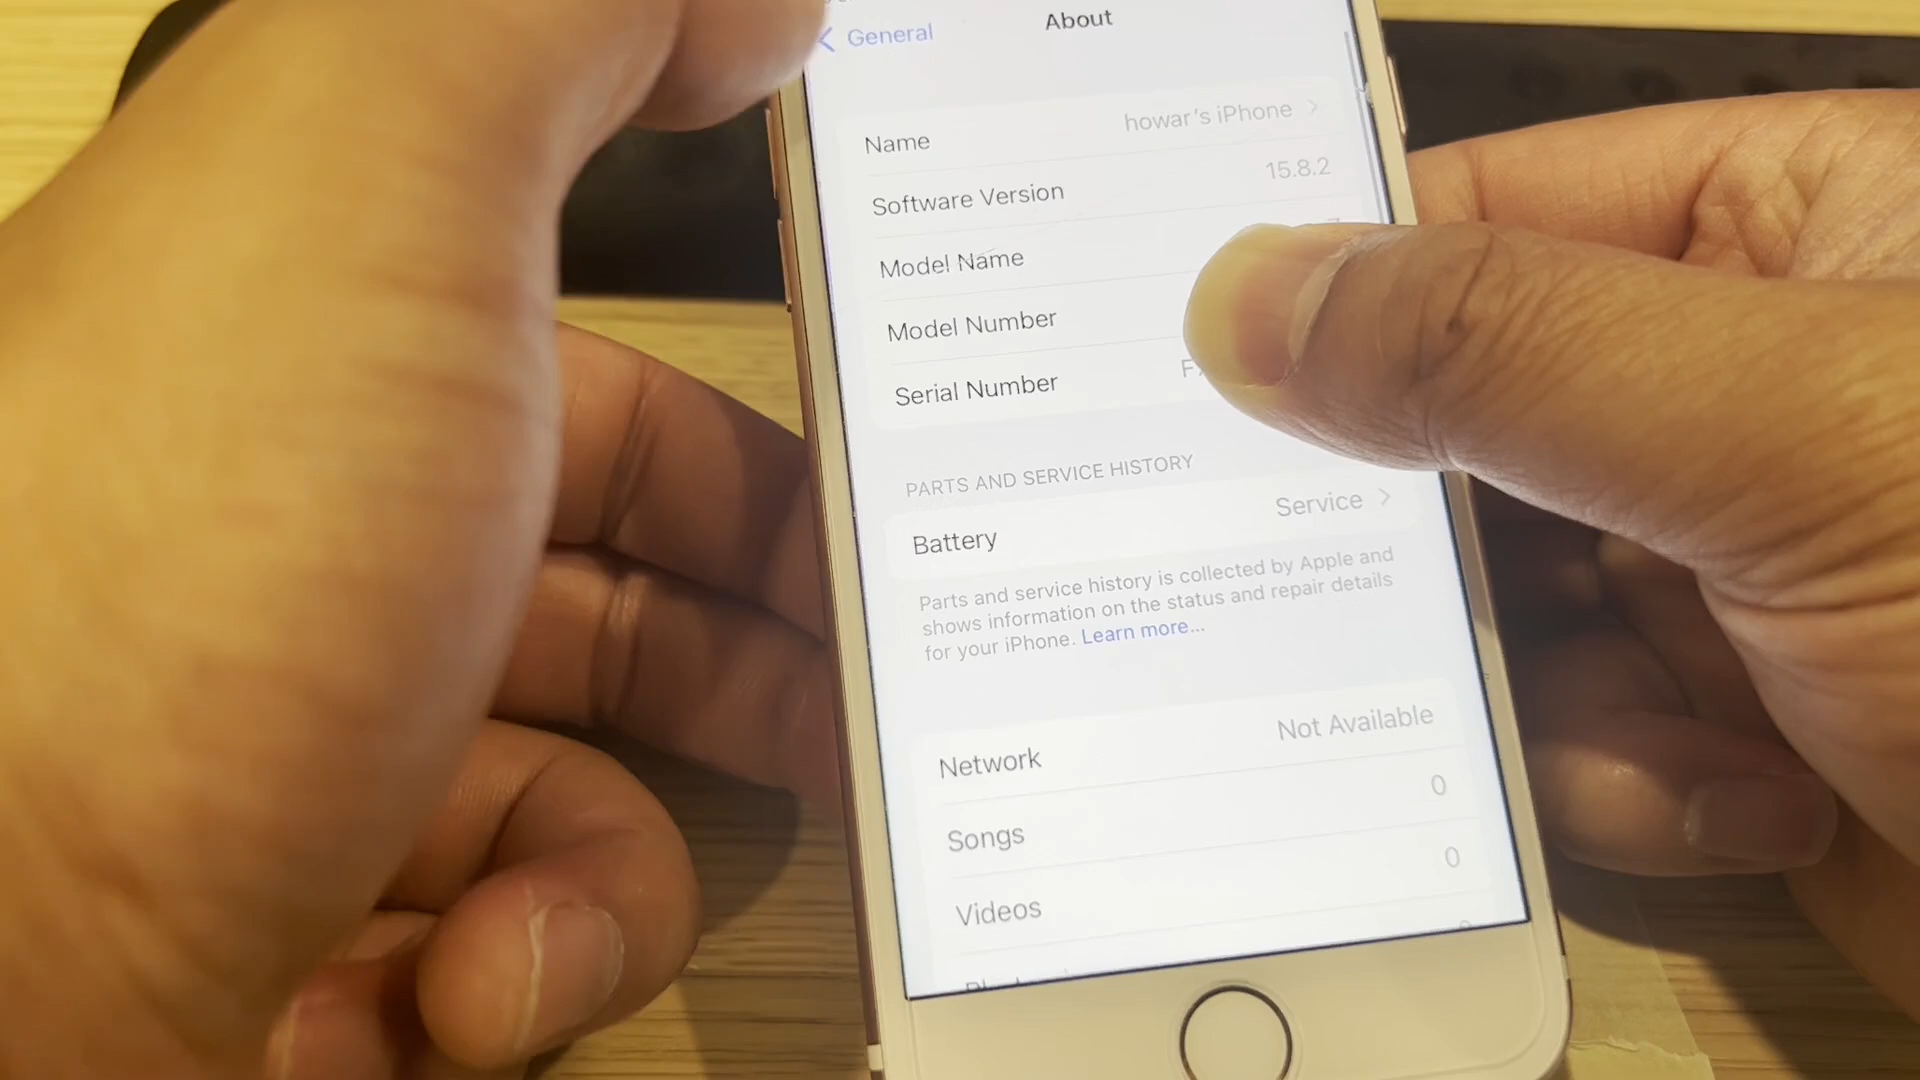 General
About
Name
howar's iPhone
Software Version
15.8.2
Model Name
7
Model Number
Serial Number
F
PARTS AND SERVICE HISTORY
Battery
Service
Parts and service history is collected by Apple and
shows information on the status and repair details
for your iPhone. Learn more...
Network
Not Available
Songs
0
Videos
0